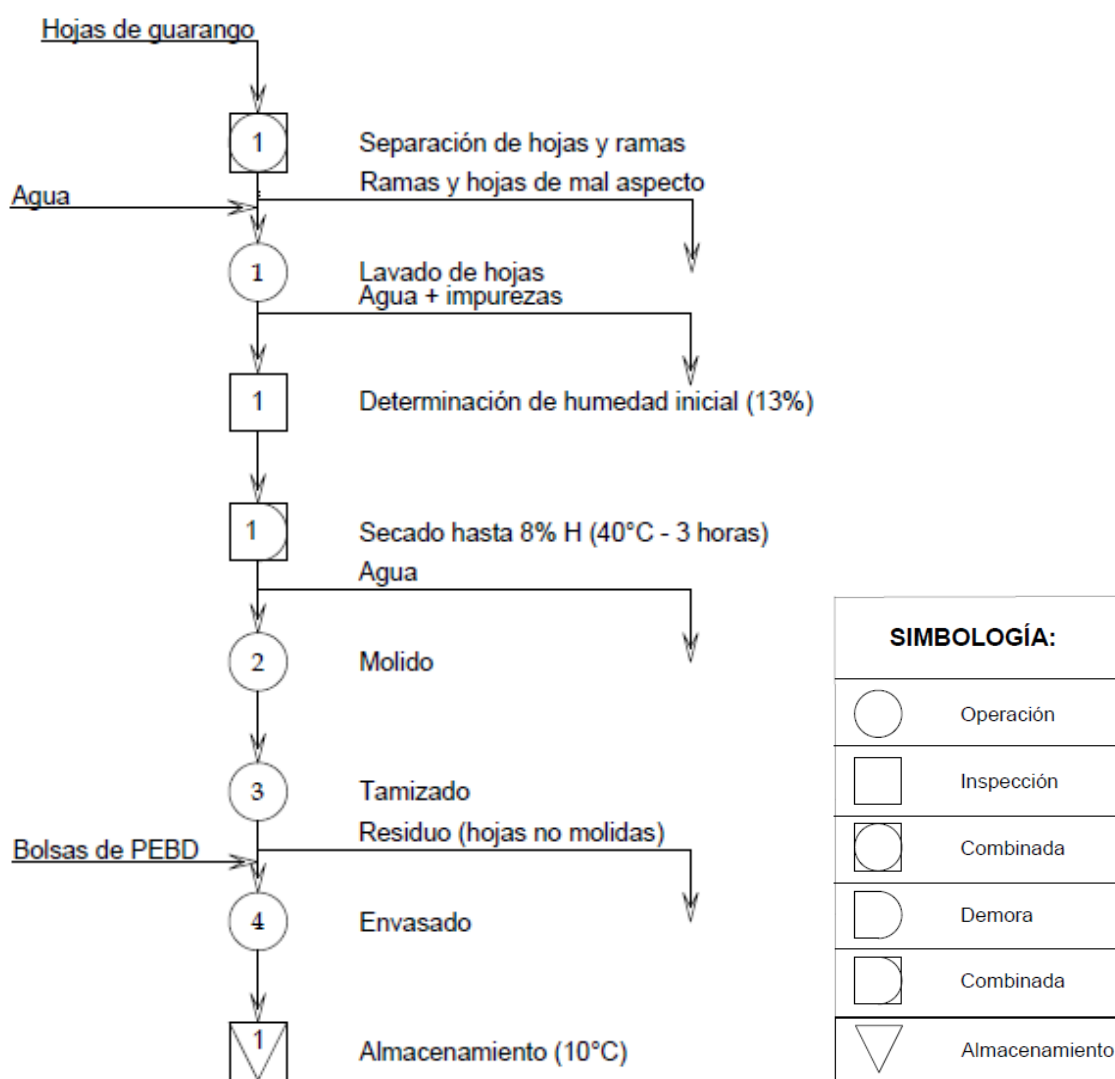 Hojas de guarango
1
Separación de hojas y ramas
Ramas y hojas de mal aspecto
Agua
1
Lavado de hojas
Agua + impurezas
1
Determinación de humedad inicial (13%)
1
Secado hasta 8% H (40°C - 3 horas)
Agua
2
Molido
3
Tamizado
Residuo (hojas no molidas)
Bolsas de PEBD
4
Envasado
1
Almacenamiento (10°C)
SIMBOLOGÍA:
Operación
Inspección
Combinada
Demora
Combinada
Almacenamiento